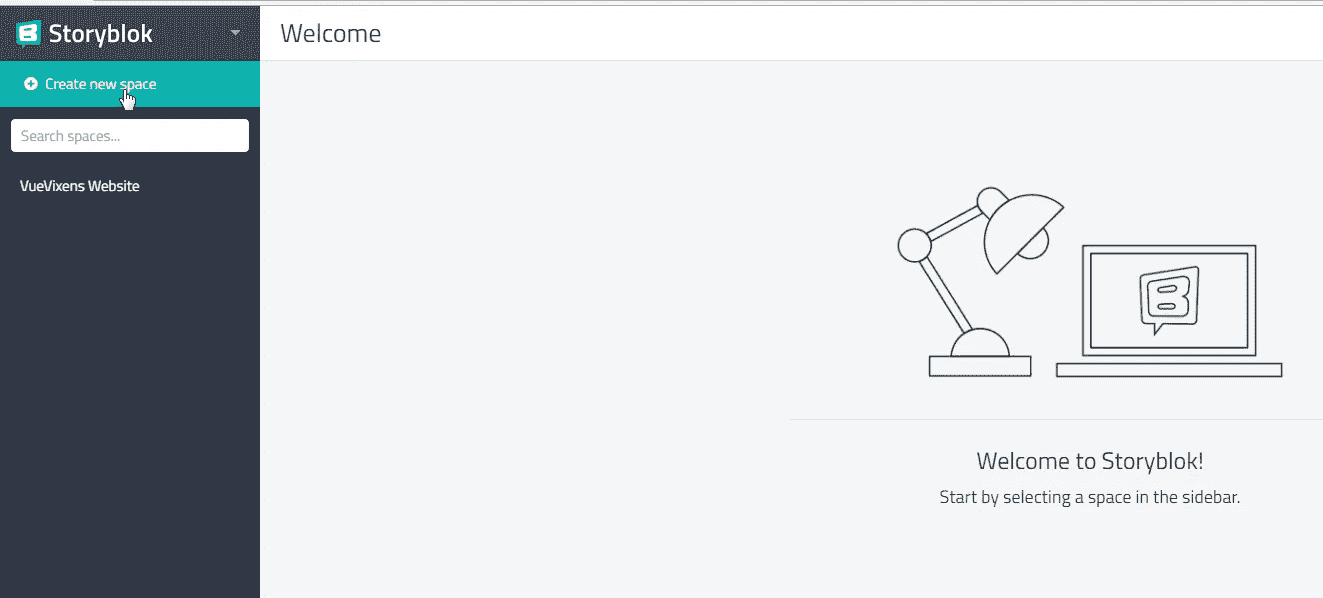 Storyblok
Welcome
Create new space
Search spaces...
VueVixens Website
Welcome to Storyblok!
Start by selecting a space in the sidebar.